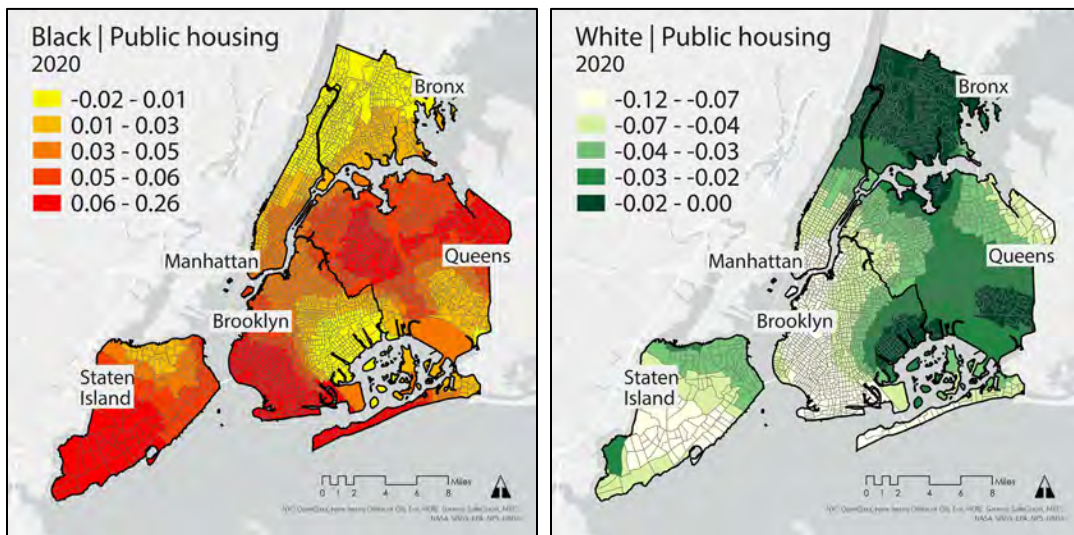 Black | Public housing
2020
-0.02 - 0.01
0.01 - 0.03
0.03 - 0.05
0.05 - 0.06
0.06 - 0.26
Bronx
Manhattan
Queens
Brooklyn
Staten
Island
Miles
0 1 2 4 6 8
White | Public housing
2020
-0.12 - -0.07
-0.07 - -0.04
-0.04 - -0.03
-0.03 - -0.02
-0.02 - 0.00
Bronx
Manhattan
Queens
Brooklyn
Staten
Island
Miles
0 1 2 4 6 8